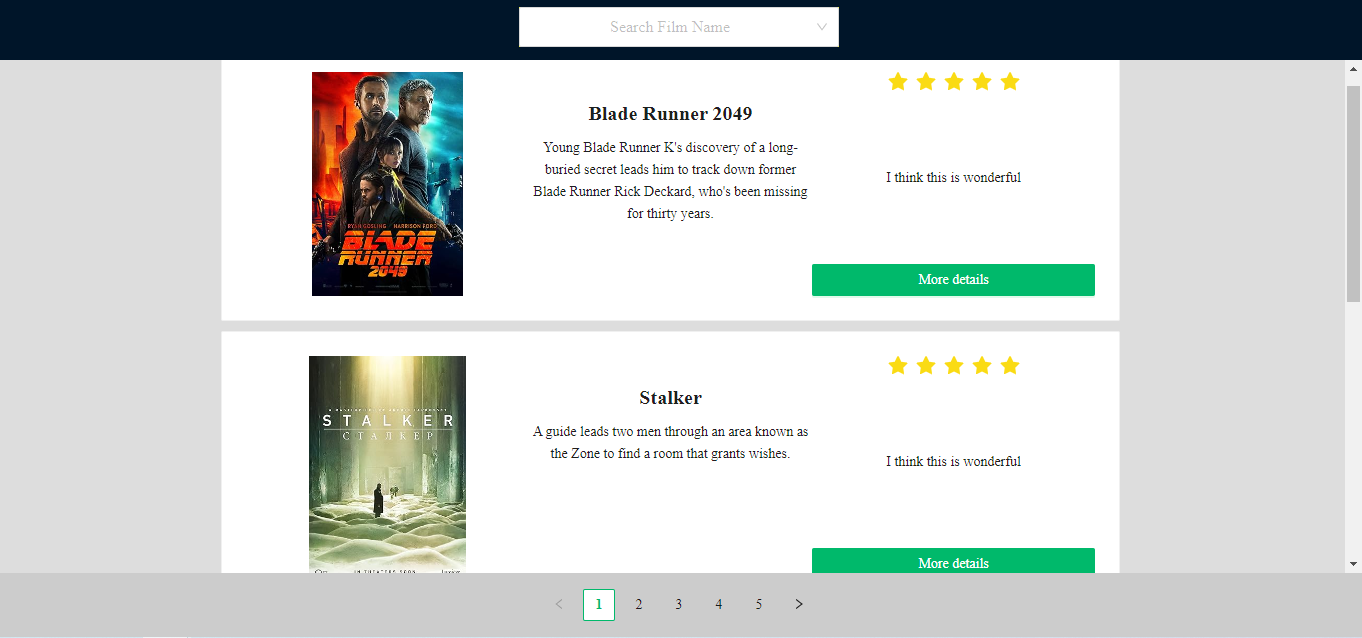 Search Film Name
RYAN GOSLING HARRISON FORD
BLADE
RUNNER
2049
Blade Runner 2049
Young Blade Runner K's discovery of a long-
buried secret leads him to track down former
Blade Runner Rick Deckard, who's been missing
for thirty years.
I think this is wonderful
More details
STALKER
СТАЛКЕР
IN THEATERS SOON
Stalker
A guide leads two men through an area known as
the Zone to find a room that grants wishes.
I think this is wonderful
More details
< 1 2 3 4 5 >